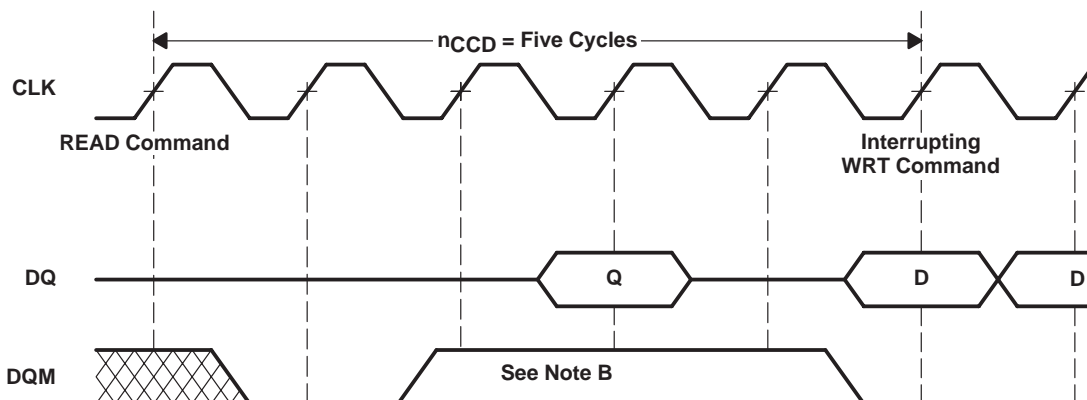 nCCD = Five Cycles
CLK
READ Command
Interrupting
WRT Command
DQ
Q
D
D
DQM
See Note B